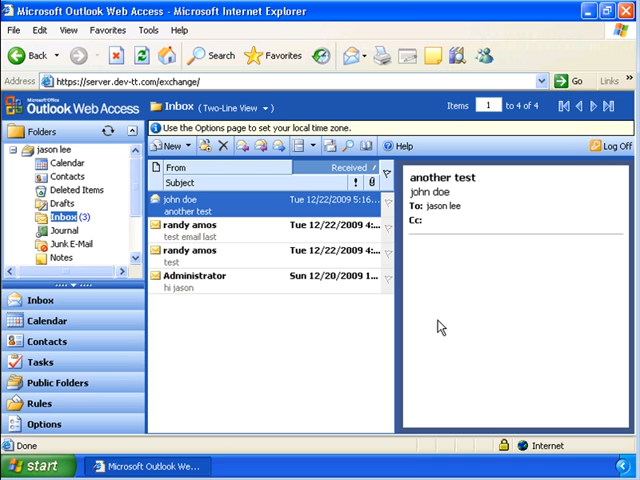 Microsoft Outlook Web Access - Microsoft Internet Explorer
File Edit View Favorites Tools Help
Back Search Favorites
Address https://server.dev-tt.com/exchange/ Go Links »
Microsoft Office
Outlook Web Access Inbox (Two-Line View ) Items 1 to 4 of 4
Folders
Use the Options page to set your local time zone.
New Help Log Off
jason lee
Calendar
Contacts
Deleted Items
Drafts
Inbox (3)
Journal
Junk E-Mail
Notes
From Received
Subject
john doe Tue 12/22/2009 5:16...
another test
randy amos Tue 12/22/2009 4:...
test email last
randy amos Tue 12/22/2009 4:...
test
Administrator Sun 12/20/2009 1...
hi jason
another test
john doe
To: jason lee
Cc:
Inbox
Calendar
Contacts
Tasks
Public Folders
Rules
Options
Done Internet
start Microsoft Outlook We...